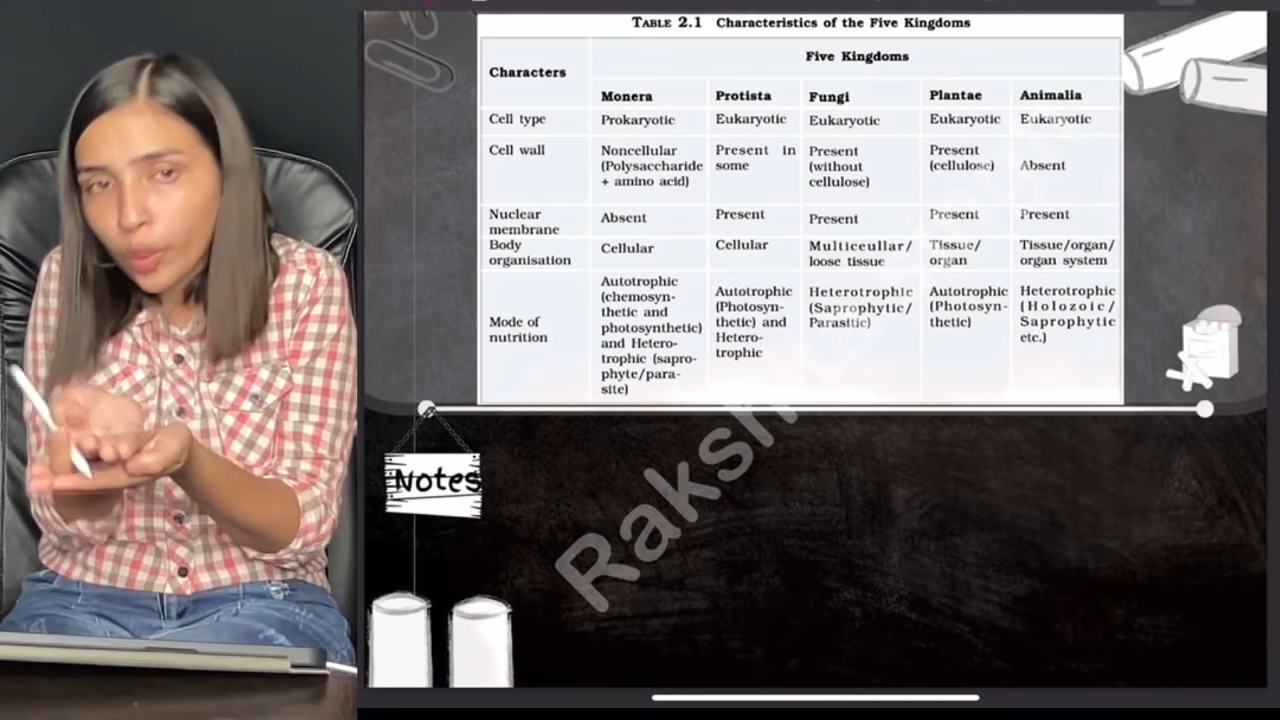 TABLE 2.1 Characteristics of the Five Kingdoms
Characters
Five Kingdoms
Monera Protista Fungi Plantae Animalia
Cell type
Prokaryotic
Eukaryotic
Eukaryotic
Eukaryotic
Eukaryotic
Cell wall
Noncellular
(Polysaccharide
+ amino acid)
Present in
some
Present
(without
cellulose)
Present
(cellulose)
Absent
Nuclear
membrane
Absent
Present
Present
Present
Present
Body
organisation
Cellular
Cellular
Multiceullar/
loose tissue
Tissue/
organ
Tissue/organ/
organ system
Mode of
nutrition
Autotrophic
(chemosyn-
thetic and
photosynthetic)
and Hetero-
trophic (sapro-
phyte/para-
site)
Autotrophic
(Photosyn-
thetic) and
Hetero-
trophic
Heterotrophic
(Saprophytic/
Parasitic)
Autotrophic
(Photosyn-
thetic)
Heterotrophic
(Holozoic/
Saprophytic
etc.)
Notes